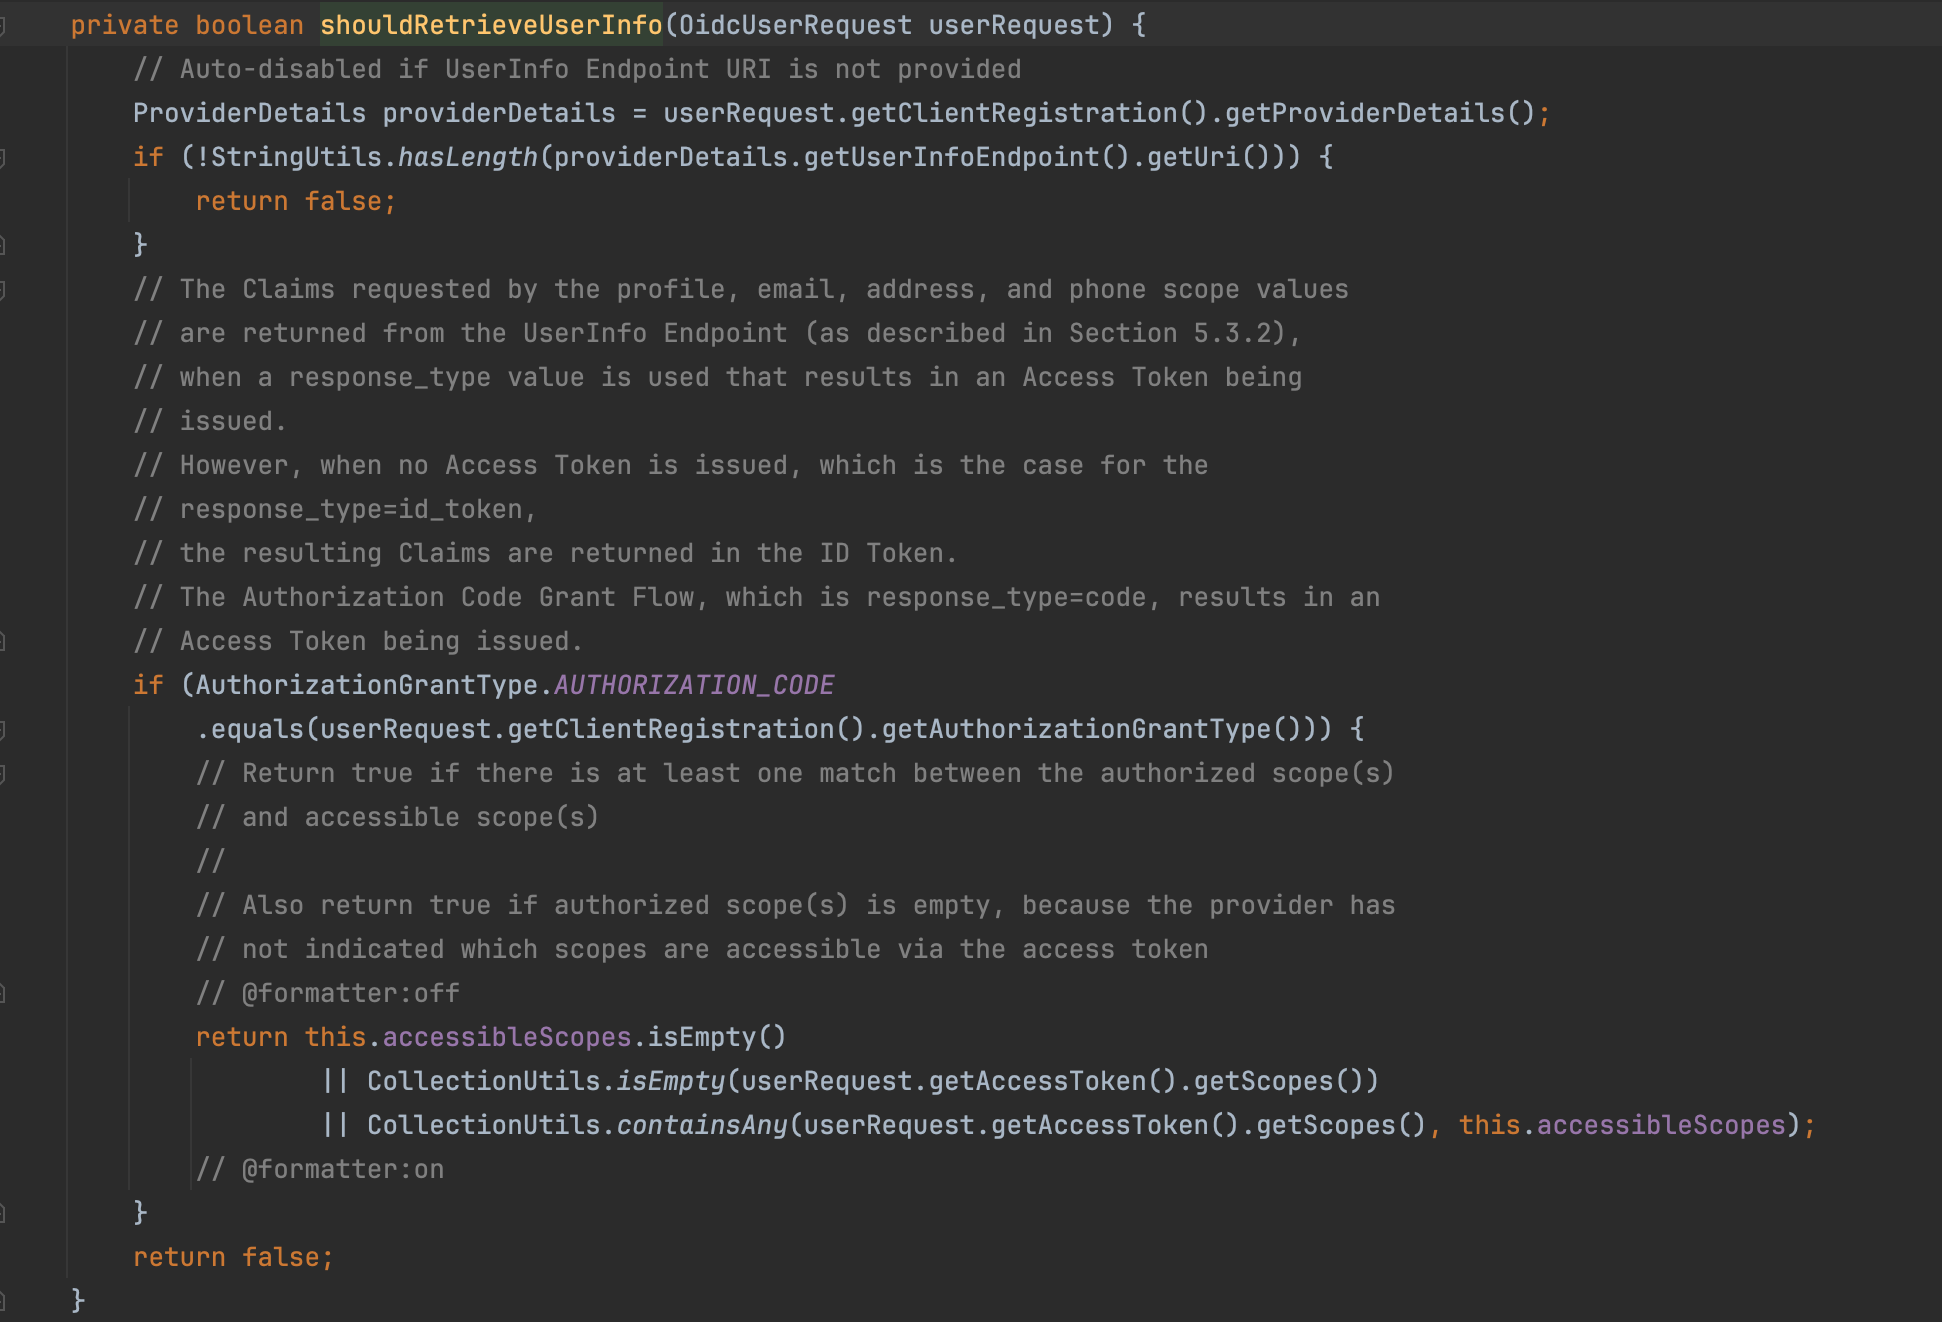 private boolean shouldRetrieveUserInfo(OidcUserRequest userRequest) {
// Auto-disabled if UserInfo Endpoint URI is not provided
ProviderDetails providerDetails = userRequest.getClientRegistration().getProviderDetails();
if (!StringUtils.hasLength(providerDetails.getUserInfoEndpoint().getUri())) {
return false;
}
// The Claims requested by the profile, email, address, and phone scope values
// are returned from the UserInfo Endpoint (as described in Section 5.3.2),
// when a response_type value is used that results in an Access Token being
// issued.
// However, when no Access Token is issued, which is the case for the
// response_type=id_token,
// the resulting Claims are returned in the ID Token.
// The Authorization Code Grant Flow, which is response_type=code, results in an
// Access Token being issued.
if (AuthorizationGrantType.AUTHORIZATION_CODE
.equals(userRequest.getClientRegistration().getAuthorizationGrantType())) {
// Return true if there is at least one match between the authorized scope(s)
// and accessible scope(s)
//
// Also return true if authorized scope(s) is empty, because the provider has
// not indicated which scopes are accessible via the access token
// @formatter:off
return this.accessibleScopes.isEmpty()
|| CollectionUtils.isEmpty(userRequest.getAccessToken().getScopes())
|| CollectionUtils.containsAny(userRequest.getAccessToken().getScopes(), this.accessibleScopes);
// @formatter:on
}
return false;
}